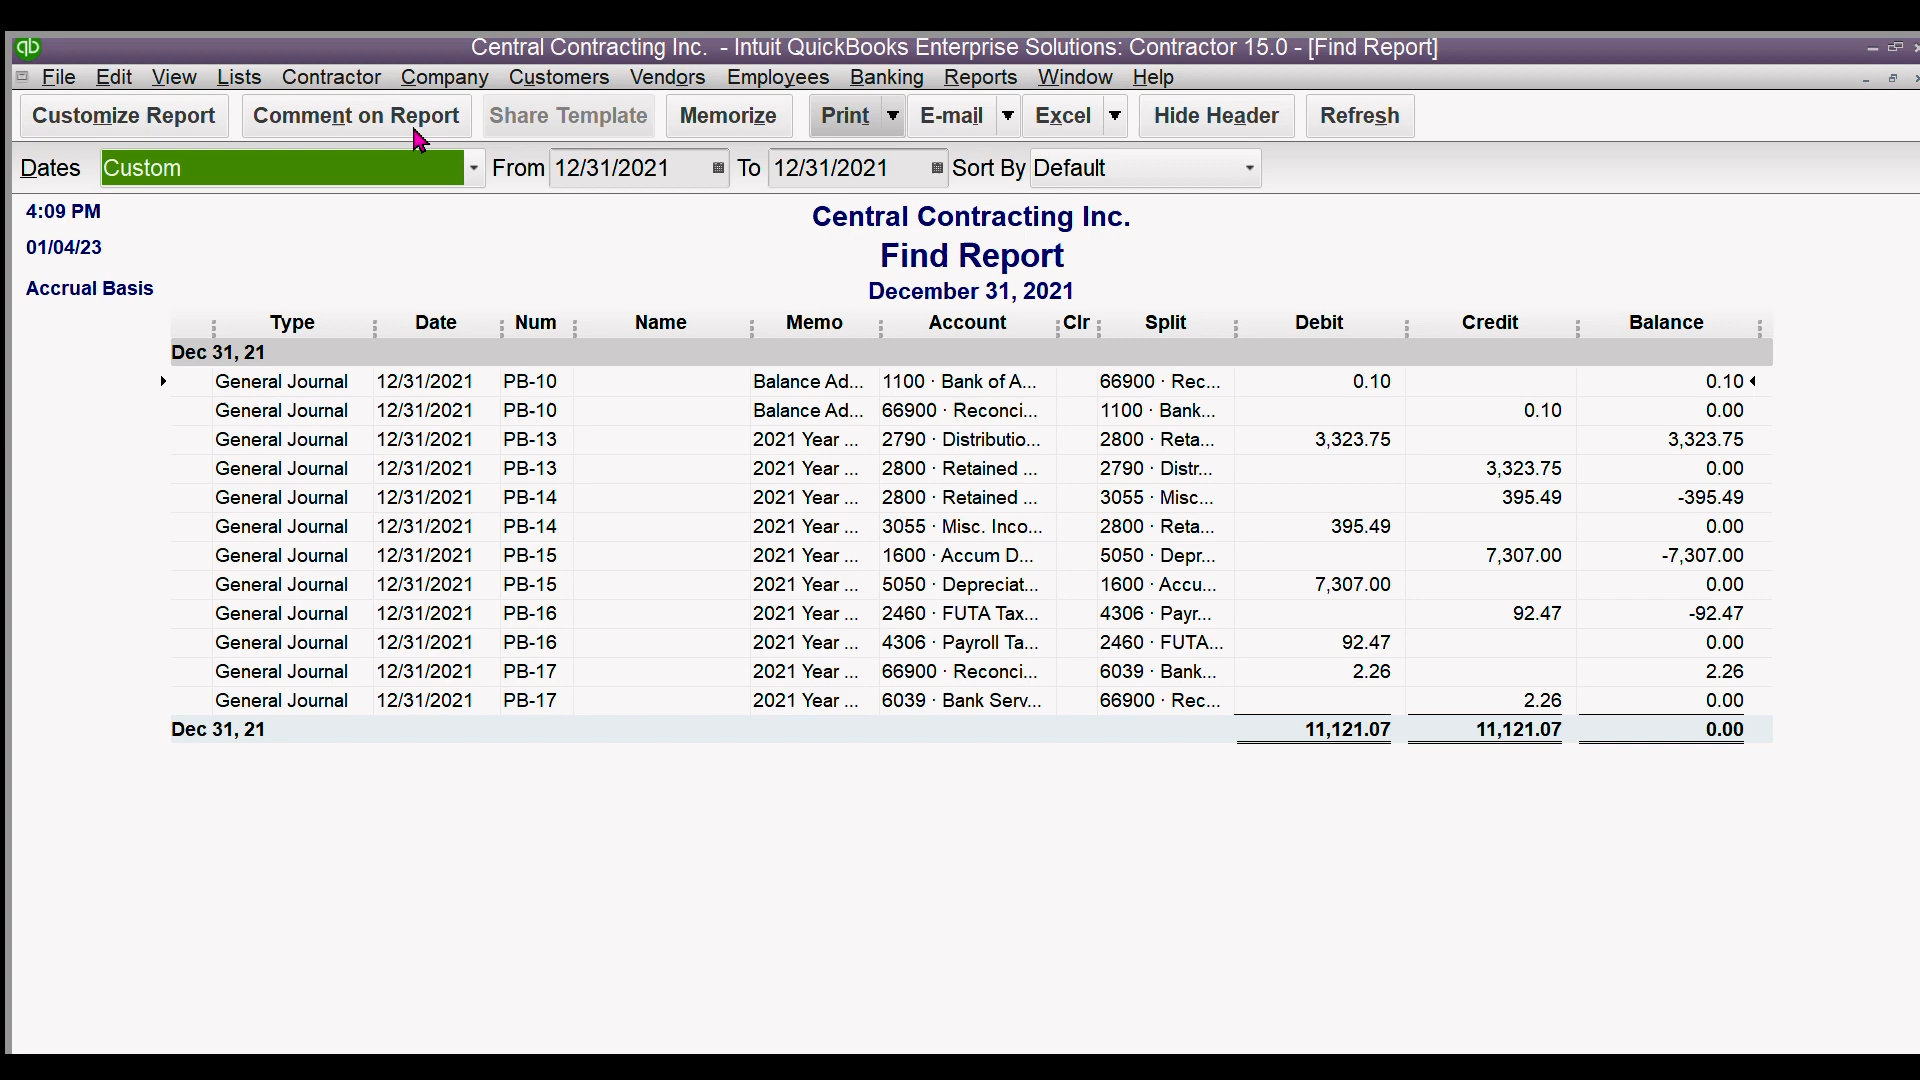 qb Central Contracting Inc. - Intuit QuickBooks Enterprise Solutions: Contractor 15.0 - [Find Report]
File Edit View Lists Contractor Company Customers Vendors Employees Banking Reports Window Help
Customize Report Comment on Report Share Template Memorize Print E-mail Excel Hide Header Refresh
Dates Custom From 12/31/2021 To 12/31/2021 Sort By Default
4:09 PM Central Contracting Inc.
01/04/23 Find Report
Accrual Basis December 31, 2021
Type Date Num Name Memo Account Clr Split Debit Credit Balance
Dec 31, 21
General Journal 12/31/2021 PB-10 Balance Ad... 1100 · Bank of A... 66900 · Rec... 0.10 0.10
General Journal 12/31/2021 PB-10 Balance Ad... 66900 · Reconci... 1100 · Bank... 0.10 0.00
General Journal 12/31/2021 PB-13 2021 Year ... 2790 · Distributio... 2800 · Reta... 3,323.75 3,323.75
General Journal 12/31/2021 PB-13 2021 Year ... 2800 · Retained ... 2790 · Distr... 3,323.75 0.00
General Journal 12/31/2021 PB-14 2021 Year ... 2800 · Retained ... 3055 · Misc... 395.49 -395.49
General Journal 12/31/2021 PB-14 2021 Year ... 3055 · Misc. Inco... 2800 · Reta... 395.49 0.00
General Journal 12/31/2021 PB-15 2021 Year ... 1600 · Accum D... 5050 · Depr... 7,307.00 -7,307.00
General Journal 12/31/2021 PB-15 2021 Year ... 5050 · Depreciat... 1600 · Accu... 7,307.00 0.00
General Journal 12/31/2021 PB-16 2021 Year ... 2460 · FUTA Tax... 4306 · Payr... 92.47 -92.47
General Journal 12/31/2021 PB-16 2021 Year ... 4306 · Payroll Ta... 2460 · FUTA... 92.47 0.00
General Journal 12/31/2021 PB-17 2021 Year ... 66900 · Reconci... 6039 · Bank... 2.26 2.26
General Journal 12/31/2021 PB-17 2021 Year ... 6039 · Bank Serv... 66900 · Rec... 2.26 0.00
Dec 31, 21 11,121.07 11,121.07 0.00